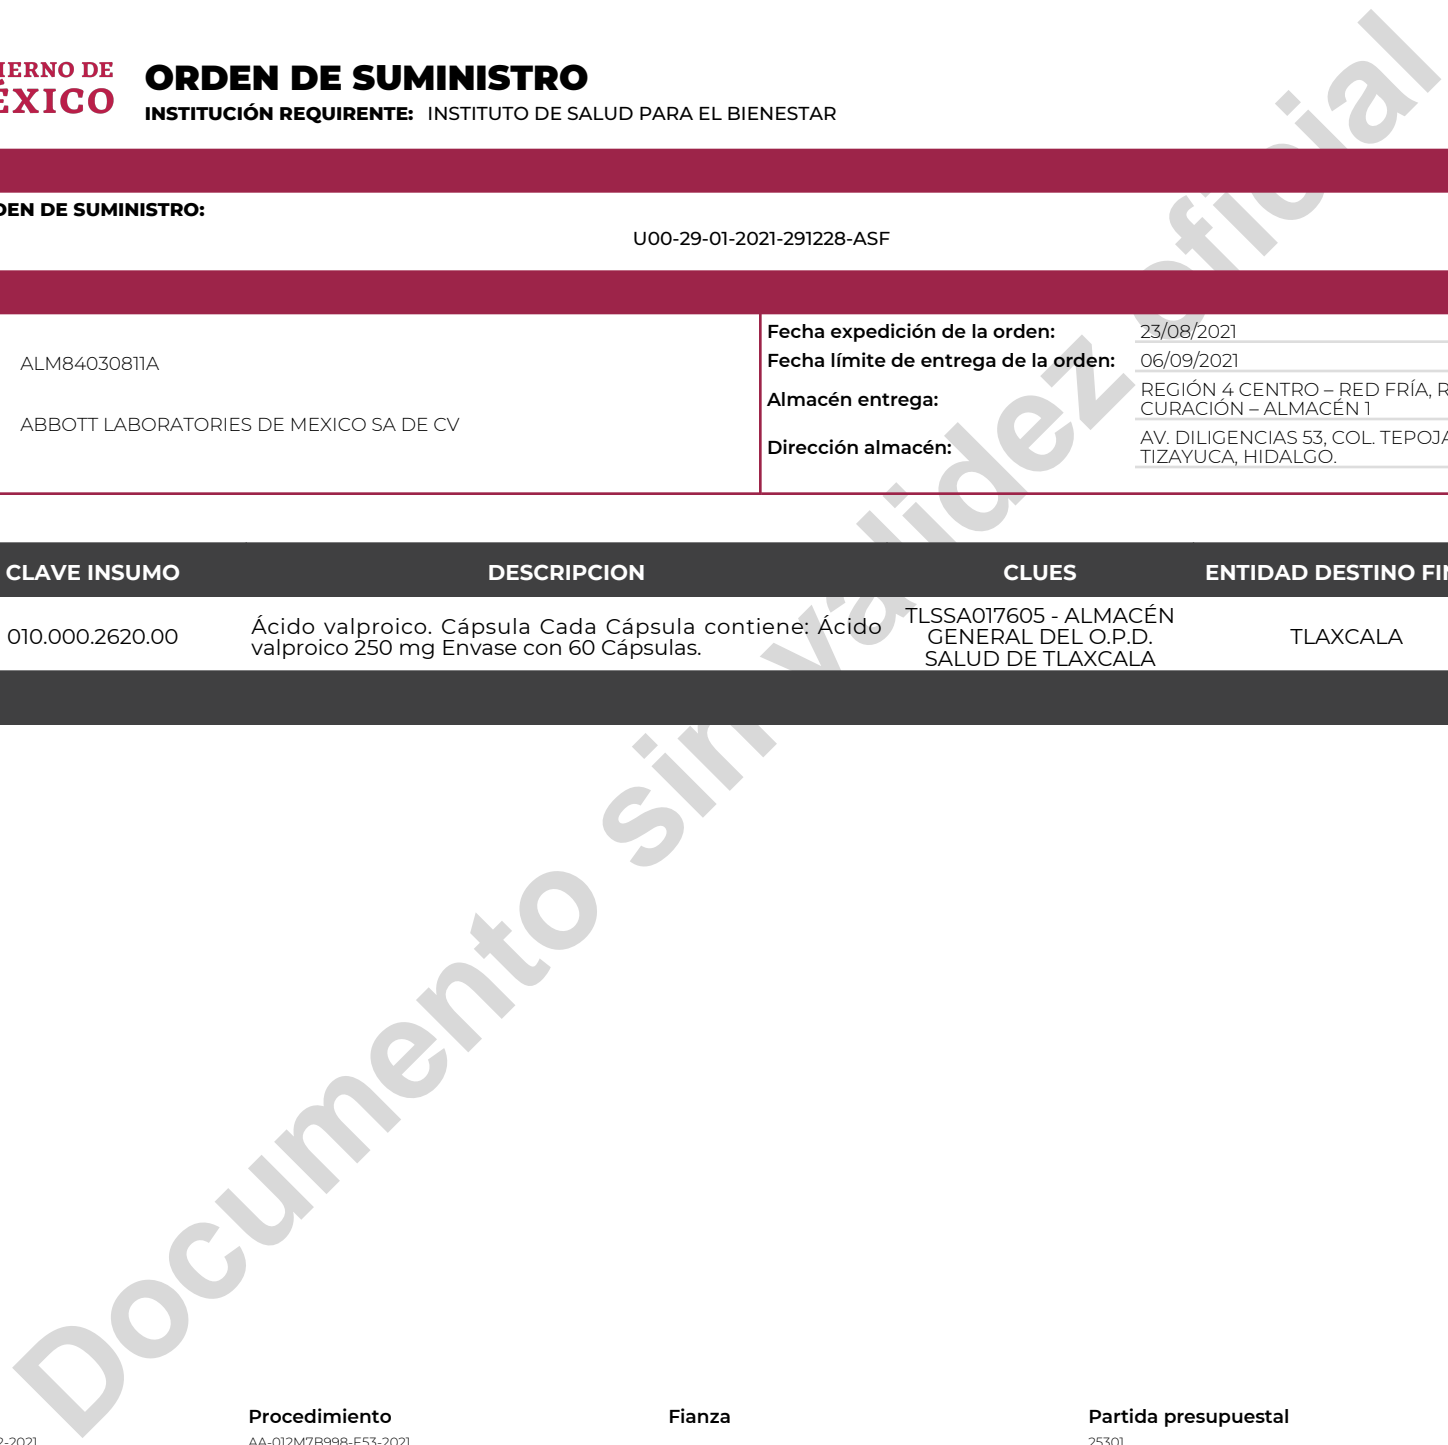 ORDEN DE SUMINISTRO
INSTITUCIÓN REQUIRENTE: INSTITUTO DE SALUD PARA EL BIENESTAR
DE
DE SUMINISTRO:
U00-29-01-2021-291228-ASF
ALM84030811A
ABBOTT LABORATORIES DE MEXICO SA DE CV
Fecha expedición de la orden: 23/08/2021
Fecha límite de entrega de la orden: 06/09/2021
Almacén entrega: REGIÓN 4 CENTRO – RED FRÍA,
CURACIÓN – ALMACÉN 1
Dirección almacén: AV. DILIGENCIAS 53, COL.
TIZAYUCA, HIDALGO.
CLAVE INSUMO DESCRIPCION CLUES ENTIDAD DESTINO
010.000.2620.00
Ácido valproico. Cápsula Cada Cápsula contiene: Ácido
valproico 250 mg Envase con 60 Cápsulas.
TLSSA017605 - ALMACÉN
GENERAL DEL O.P.D.
SALUD DE TLAXCALA
TLAXCALA
Documento sin validez oficial
Procedimiento Fianza Partida presupuestal
AA-012M7B998-E53-2021 25301